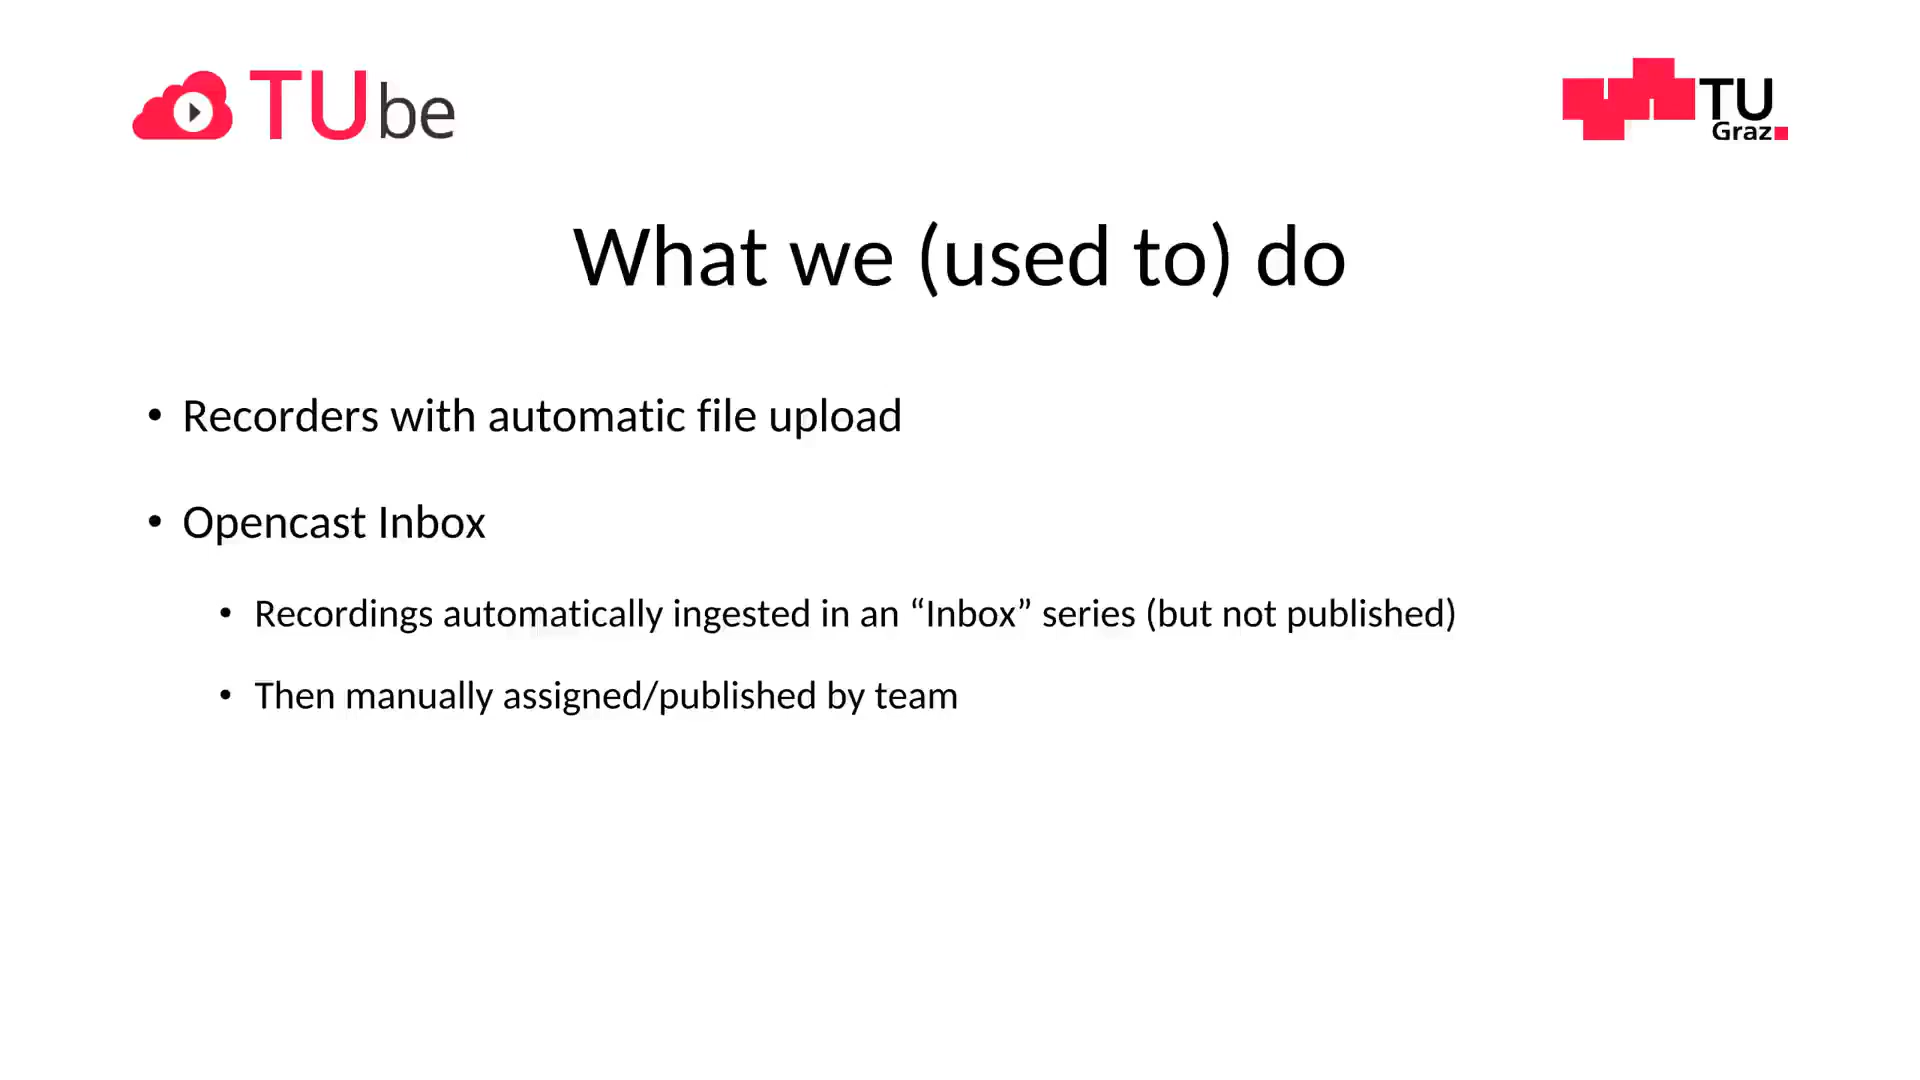 TUbe
TU
Graz
What we (used to) do
• Recorders with automatic file upload
• Opencast Inbox
• Recordings automatically ingested in an “Inbox” series (but not published)
• Then manually assigned/published by team